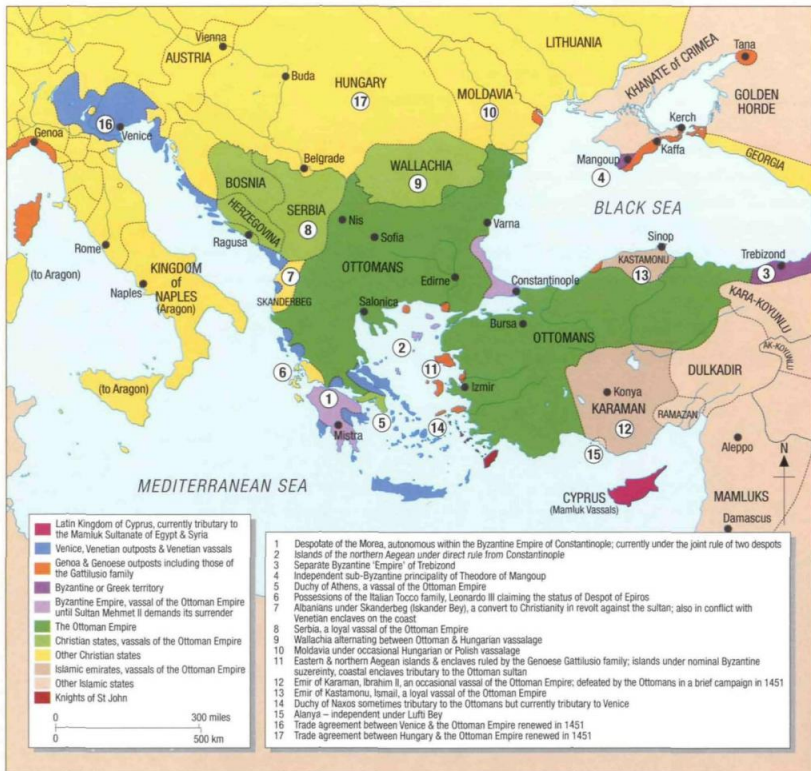 Vienna
AUSTRIA
Buda
HUNGARY
17
LITHUANIA
MOLDAVIA
10
KHANATE of CRIMEA
Tana
GOLDEN
HORDE
16
Venice
Genoa
Belgrade
WALLACHIA
9
Mangoup
4
Kerch
Kaffa
GEORGIA
BOSNIA
HERZEGOVINA
SERBIA
8
Nis
Sofia
Varna
BLACK SEA
Rome
Ragusa
Sinop
KASTAMONU
13
Trebizond
3
(to Aragon)
KINGDOM
of
NAPLES
(Aragon)
Naples
7
SKANDERBEG
OTTOMANS
Edirne
Constantinople
Salonica
Bursa
OTTOMANS
KARA-KOYUNLU
AK-KOYUNLU
DULKADIR
2
6
(to Aragon)
11
Izmir
Konya
KARAMAN
12
RAMAZAN
1
Mistra
5
14
15
Aleppo
N
MEDITERRANEAN SEA
CYPRUS
(Mamluk Vassals)
MAMLUKS
Damascus
Latin Kingdom of Cyprus, currently tributary to
the Mamluk Sultanate of Egypt & Syria
Venice, Venetian outposts & Venetian vassals
Genoa & Genoese outposts including those of
the Gattilusio family
Byzantine or Greek territory
Byzantine Empire, vassal of the Ottoman Empire
until Sultan Mehmet II demands its surrender
The Ottoman Empire
Christian states, vassals of the Ottoman Empire
Other Christian states
Islamic emirates, vassals of the Ottoman Empire
Other Islamic states
Knights of St John
0 300 miles
0 500 km
1 Despotate of the Morea, autonomous within the Byzantine Empire of Constantinople; currently under the joint rule of two despots
2 Islands of the northern Aegean under direct rule from Constantinople
3 Separate Byzantine 'Empire' of Trebizond
4 Independent sub-Byzantine principality of Theodore of Mangoup
5 Duchy of Athens, a vassal of the Ottoman Empire
6 Possessions of the Italian Tocco family, Leonardo III claiming the status of Despot of Epiros
7 Albanians under Skanderbeg (Iskander Bey), a convert to Christianity in revolt against the sultan; also in conflict with
Venetian enclaves on the coast
8 Serbia, a loyal vassal of the Ottoman Empire
9 Wallachia alternating between Ottoman & Hungarian vassalage
10 Moldavia under occasional Hungarian or Polish vassalage
11 Eastern & northern Aegean islands & enclaves ruled by the Genoese Gattilusio family; islands under nominal Byzantine
suzereinty, coastal enclaves tributary to the Ottoman sultan
12 Emir of Karaman, Ibrahim II, an occasional vassal of the Ottoman Empire; defeated by the Ottomans in a brief campaign in 1451
13 Emir of Kastamonu, Ismail, a loyal vassal of the Ottoman Empire
14 Duchy of Naxos sometimes tributary to the Ottomans but currently tributary to Venice
15 Alanya – independent under Lufti Bey
16 Trade agreement between Venice & the Ottoman Empire renewed in 1451
17 Trade agreement between Hungary & the Ottoman Empire renewed in 1451